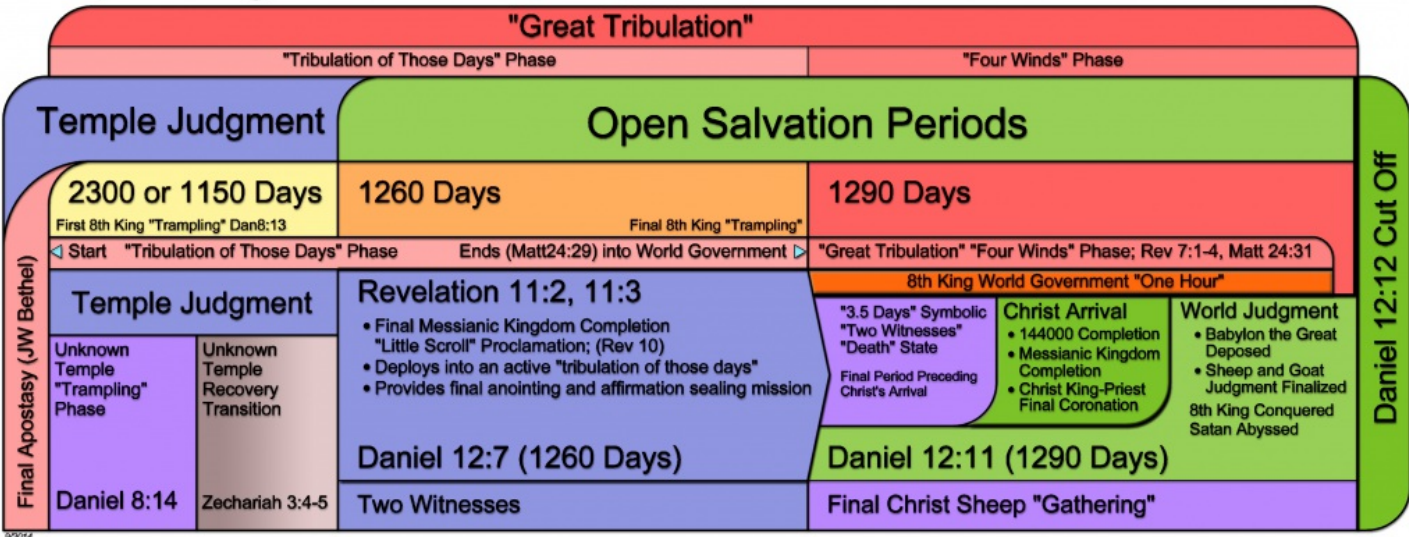 "Great Tribulation"
"Tribulation of Those Days" Phase
"Four Winds" Phase
Temple Judgment
Open Salvation Periods
2300 or 1150 Days
First 8th King "Trampling" Dan8:13
1260 Days
Final 8th King "Trampling"
1290 Days
Start "Tribulation of Those Days" Phase
Ends (Matt24:29) into World Government
"Great Tribulation" "Four Winds" Phase; Rev 7:1-4, Matt 24:31
8th King World Government "One Hour"
Final Apostasy (JW Bethel)
Temple Judgment
Unknown
Temple
"Trampling"
Phase
Daniel 8:14
Unknown
Temple
Recovery
Transition
Zechariah 3:4-5
Revelation 11:2, 11:3
• Final Messianic Kingdom Completion
"Little Scroll" Proclamation; (Rev 10)
• Deploys into an active "tribulation of those days"
• Provides final anointing and affirmation sealing mission
Daniel 12:7 (1260 Days)
Two Witnesses
"3.5 Days" Symbolic
"Two Witnesses"
"Death" State
Final Period Preceding
Christ's Arrival
Christ Arrival
• 144000 Completion
• Messianic Kingdom
Completion
• Christ King-Priest
Final Coronation
World Judgment
• Babylon the Great
Deposed
• Sheep and Goat
Judgment Finalized
8th King Conquered
Satan Abyssed
Daniel 12:11 (1290 Days)
Final Christ Sheep "Gathering"
Daniel 12:12 Cut Off